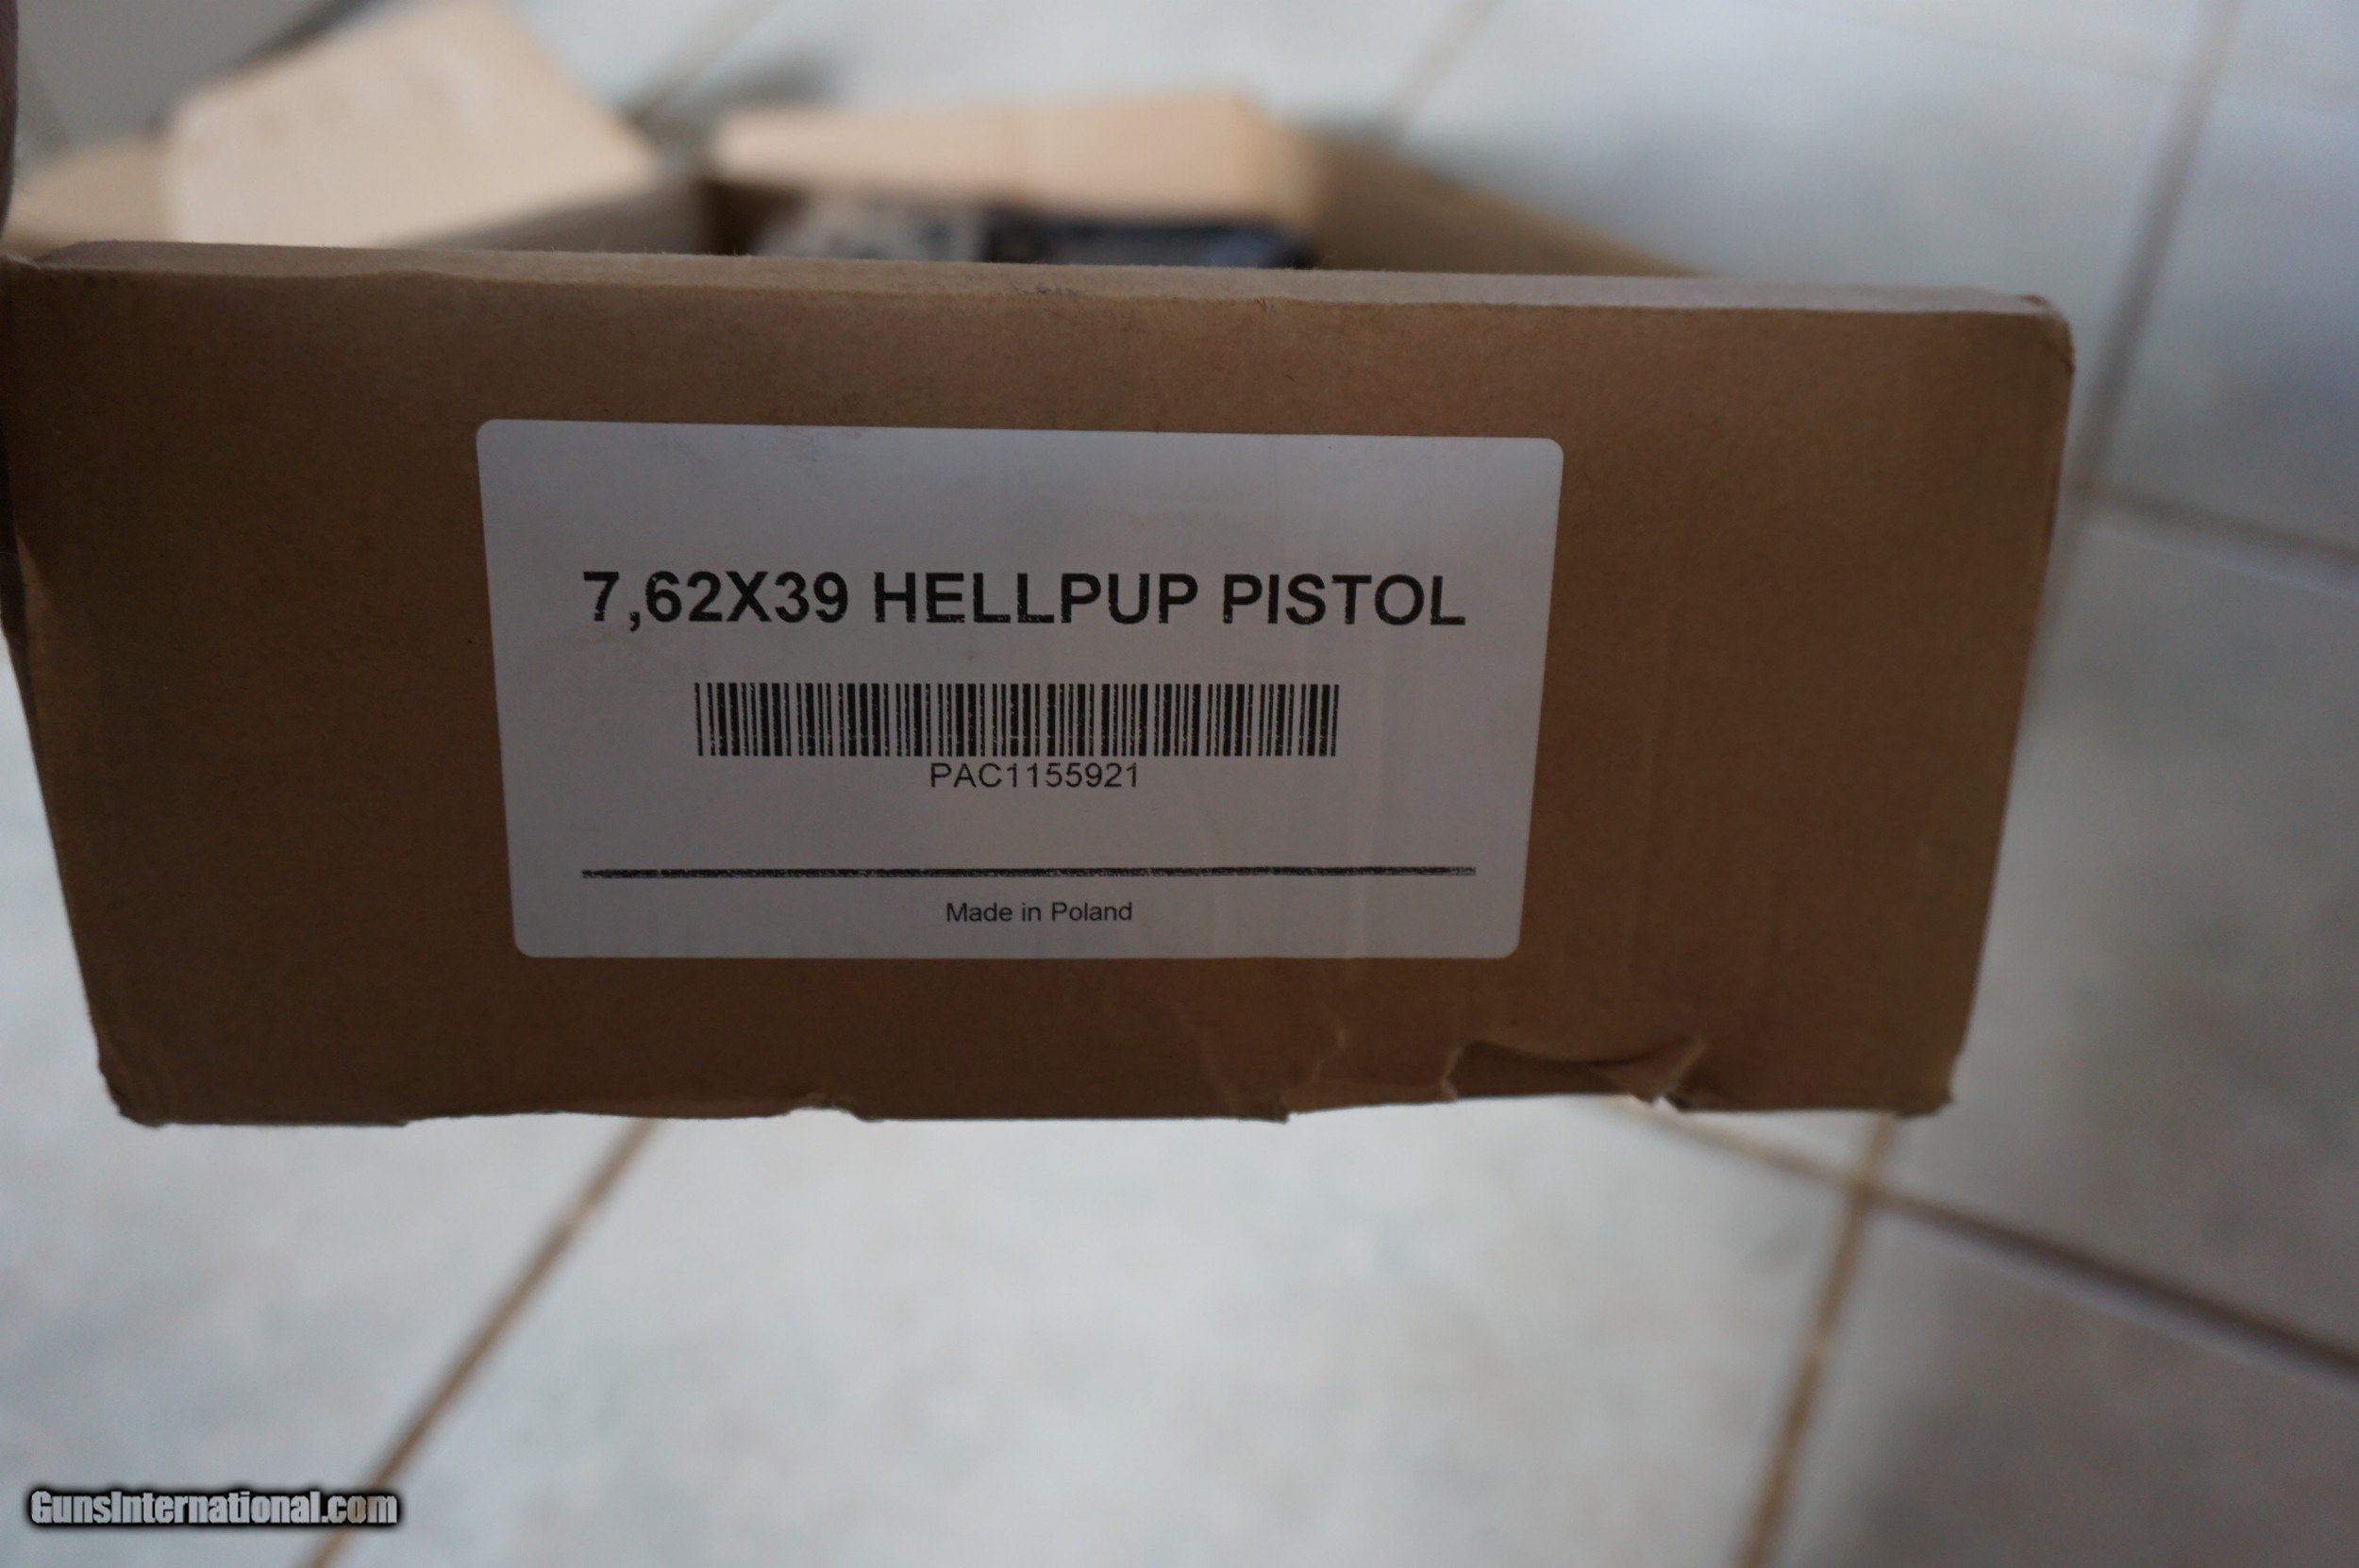 7,62X39 HELLPUP PISTOL
PAC1155921
Made in Poland
GunsInternational.com